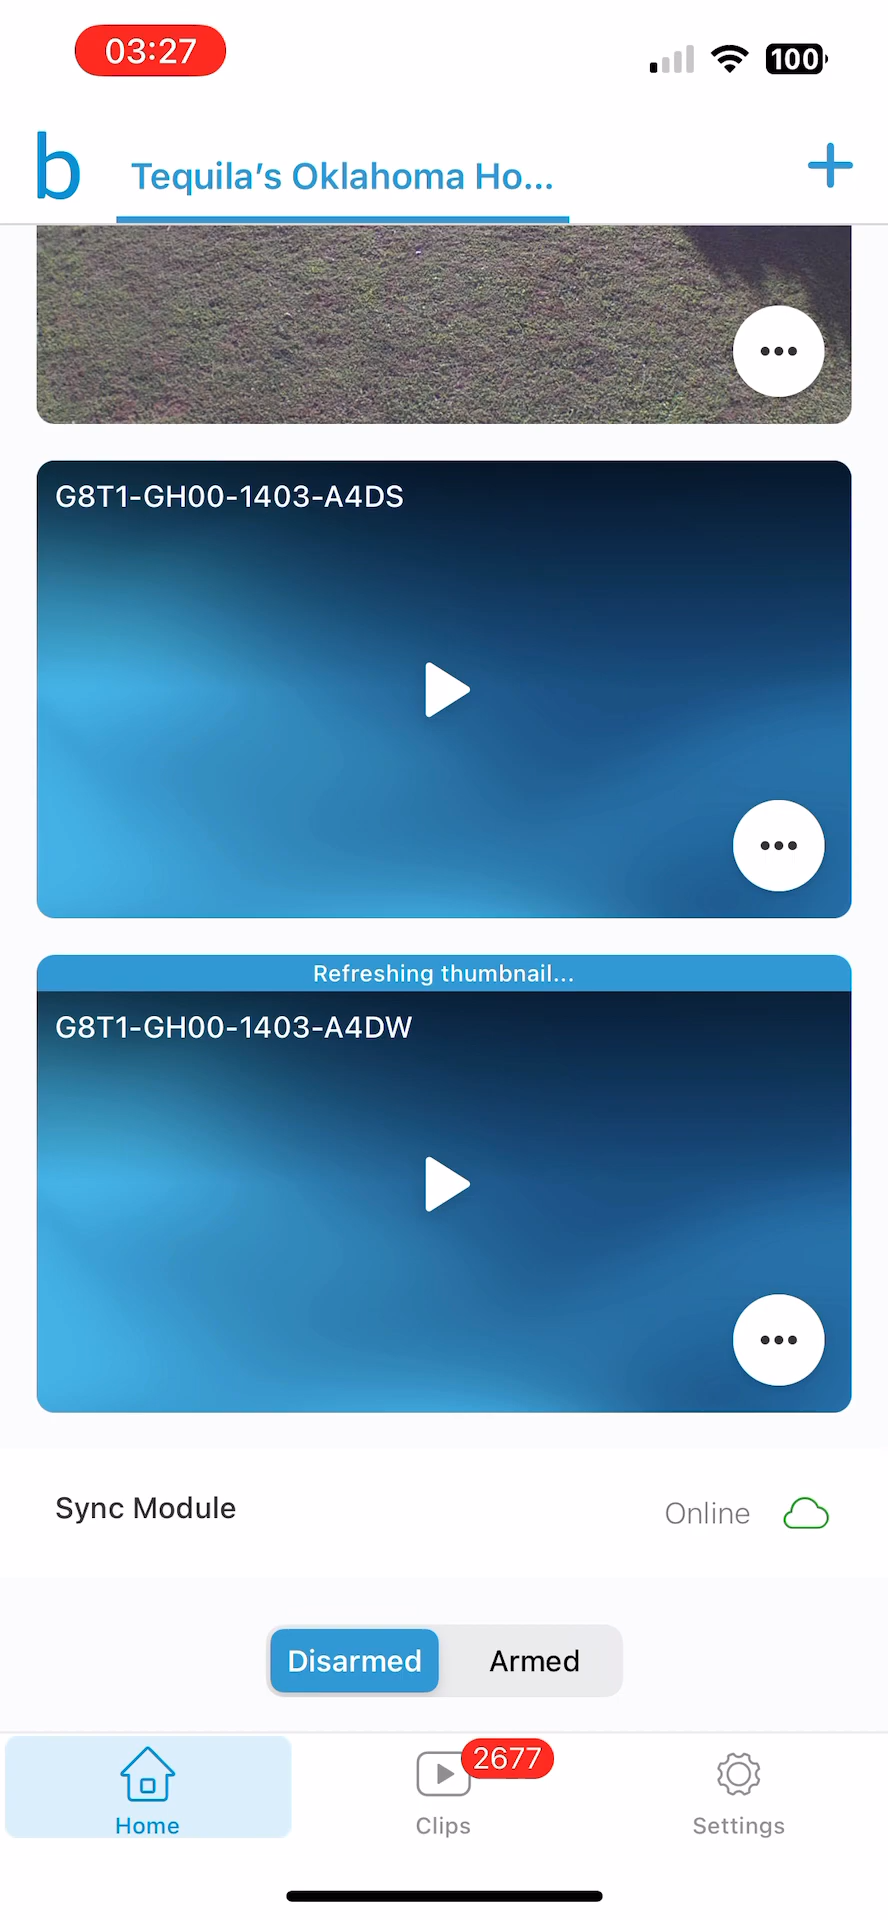 03:27
100
b
Tequila's Oklahoma Ho...
G8T1-GH00-1403-A4DS
Refreshing thumbnail...
G8T1-GH00-1403-A4DW
Sync Module
Online
Disarmed
Armed
2677
Home
Clips
Settings